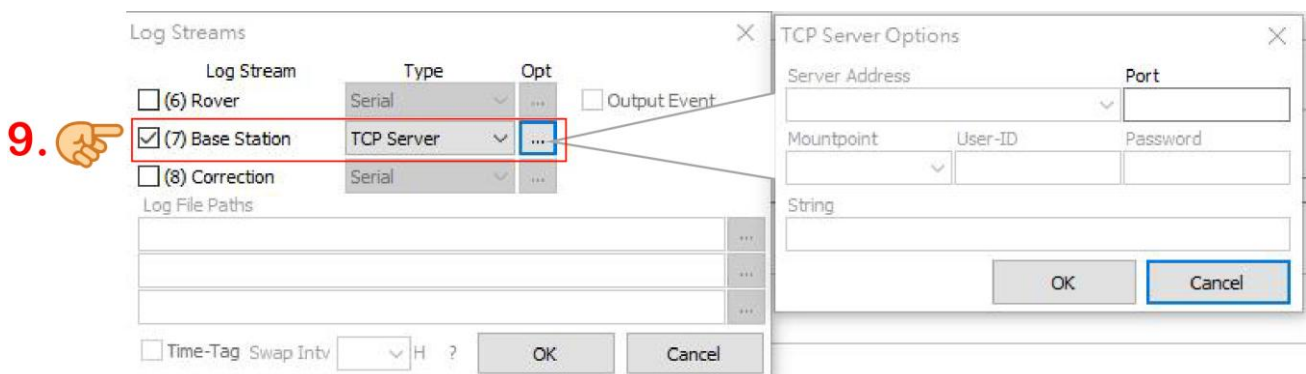 Log Streams
Log Stream Type Opt
(6) Rover Serial ... Output Event
9. (7) Base Station TCP Server ...
(8) Correction Serial ...
Log File Paths
...
...
...
Time-Tag Swap Intv H ? OK Cancel
TCP Server Options
Server Address Port
Mountpoint User-ID Password
String
OK Cancel